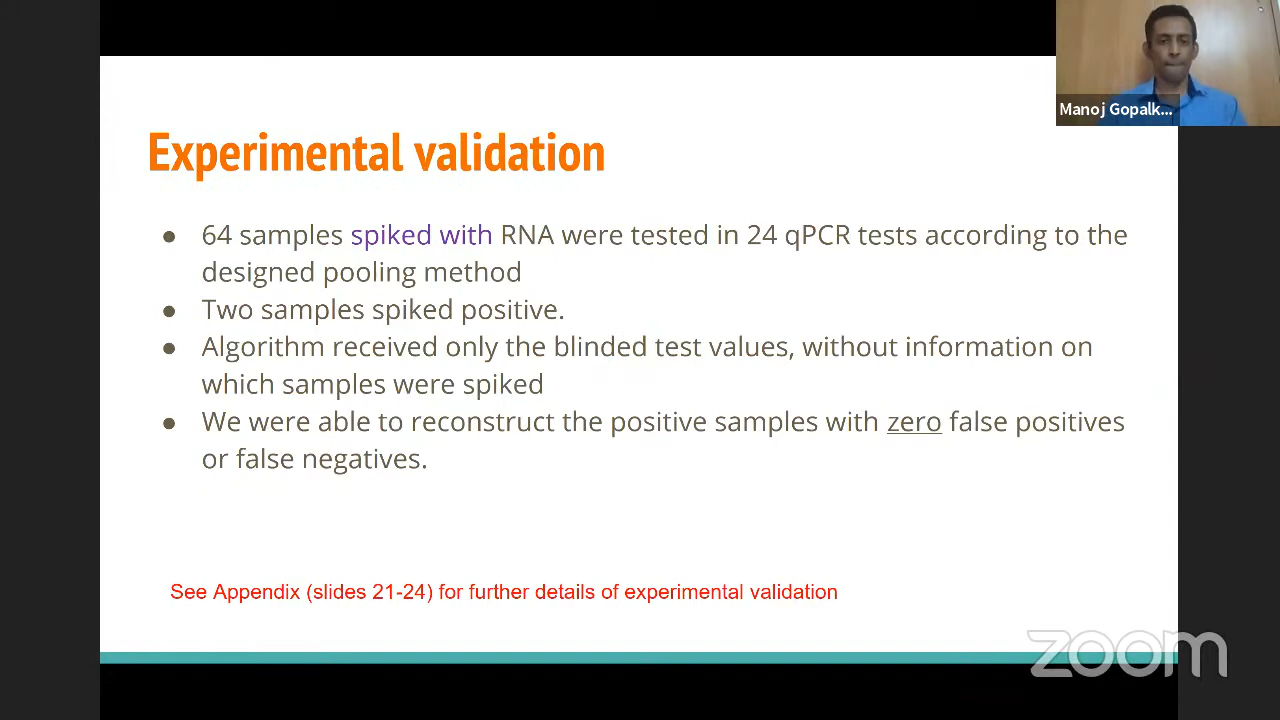 Manoj Gopalk...
Experimental validation
● 64 samples spiked with RNA were tested in 24 qPCR tests according to the
designed pooling method
● Two samples spiked positive.
● Algorithm received only the blinded test values, without information on
which samples were spiked
● We were able to reconstruct the positive samples with zero false positives
or false negatives.
See Appendix (slides 21-24) for further details of experimental validation
zoom